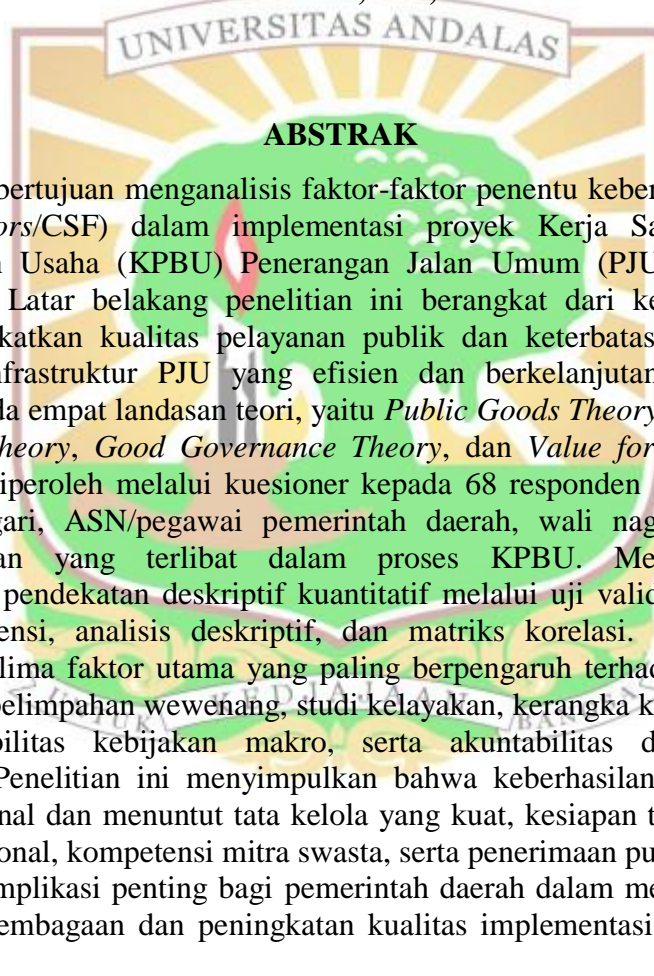 UNIVERSITAS ANDALAS
ABSTRAK
bertujuan menganalisis faktor-faktor penentu keber
ors/CSF) dalam implementasi proyek Kerja Sa
Usaha (KPBU) Penerangan Jalan Umum (PJU
Latar belakang penelitian ini berangkat dari ke
katkan kualitas pelayanan publik dan keterbatas
nfrastruktur PJU yang efisien dan berkelanjutan
da empat landasan teori, yaitu Public Goods Theory
heory, Good Governance Theory, dan Value for
iperoleh melalui kuesioner kepada 68 responden
gari, ASN/pegawai pemerintah daerah, wali nag
an yang terlibat dalam proses KPBU. Me
pendekatan deskriptif kuantitatif melalui uji valid
ensi, analisis deskriptif, dan matriks korelasi.
lima faktor utama yang paling berpengaruh terhad
pelimpahan wewenang, studi kelayakan, kerangka k
bilitas kebijakan makro, serta akuntabilitas d
Penelitian ini menyimpulkan bahwa keberhasilan
nal dan menuntut tata kelola yang kuat, kesiapan t
onal, kompetensi mitra swasta, serta penerimaan pu
mplikasi penting bagi pemerintah daerah dalam me
embagaan dan peningkatan kualitas implementasi
UNTUK KEDJAJAAN BANGSA